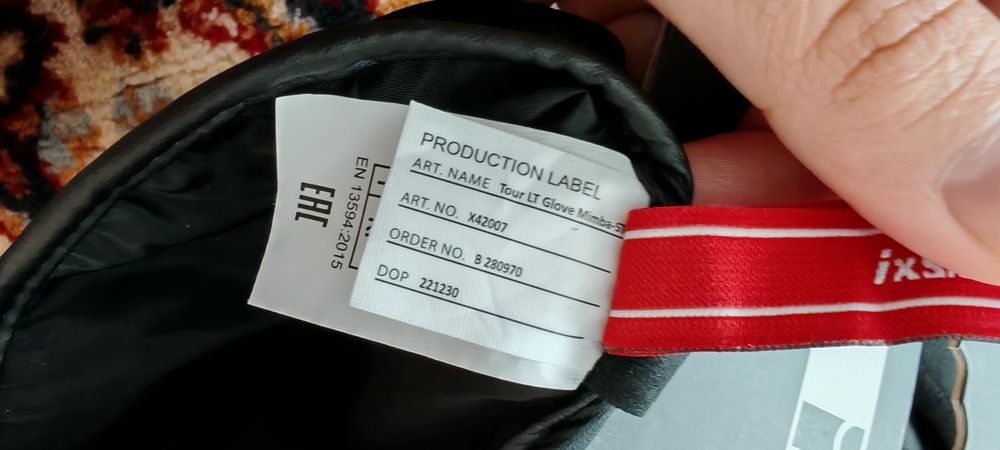 PRODUCTION LABEL
ART. NAME Tour LT Glove Mimba-ST
ART. NO. X42007
ORDER NO. B 280970
DOP 221230
EN 13594:2015
EAC
ixs